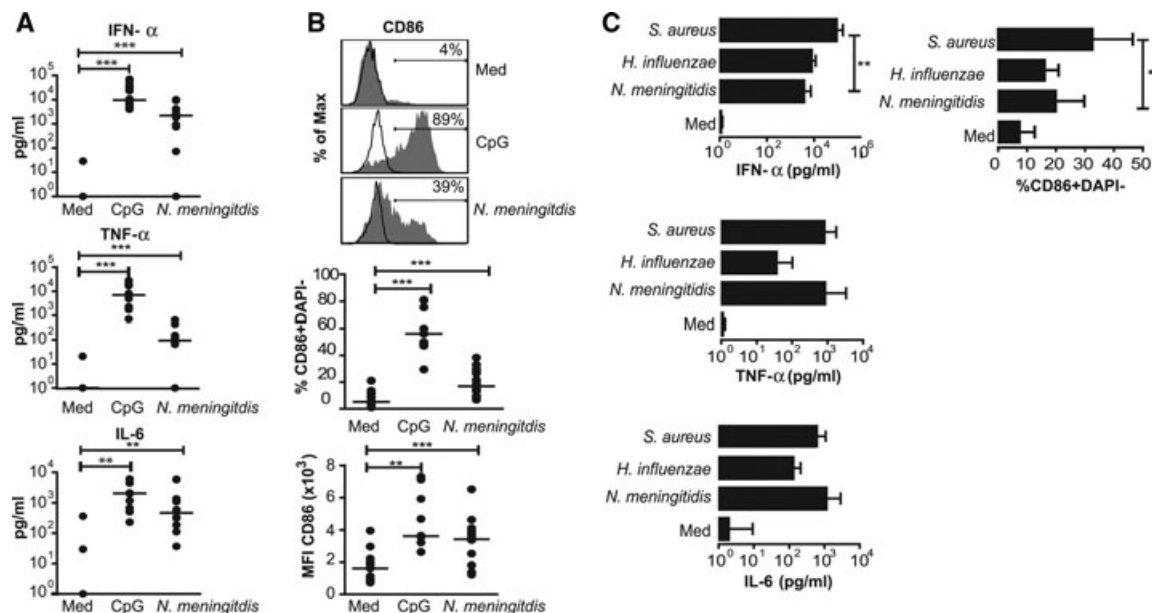 A
IFN- α
***
***
pg/ml
10^5
10^4
10^3
10^2
10^1
10^0
Med CpG N. meningitdis
TNF-α
***
***
pg/ml
10^5
10^4
10^3
10^2
10^1
10^0
Med CpG N. meningitdis
IL-6
**
**
pg/ml
10^4
10^3
10^2
10^1
10^0
Med CpG N. meningitdis
B
CD86
% of Max
4% Med
89% CpG
39% N. meningitdis
***
***
% CD86+DAPI-
100
80
60
40
20
0
Med CpG N. meningitdis
***
**
MFI CD86 (x10^3)
8
6
4
2
0
Med CpG N. meningitdis
C
S. aureus
H. influenzae
N. meningitidis
Med
**
10^0 10^2 10^4 10^6
IFN- α (pg/ml)
S. aureus
H. influenzae
N. meningitidis
Med
*
0 10 20 30 40 50
%CD86+DAPI-
S. aureus
H. influenzae
N. meningitidis
Med
10^0 10^1 10^2 10^3 10^4
TNF-α (pg/ml)
S. aureus
H. influenzae
N. meningitidis
Med
10^0 10^1 10^2 10^3 10^4
IL-6 (pg/ml)